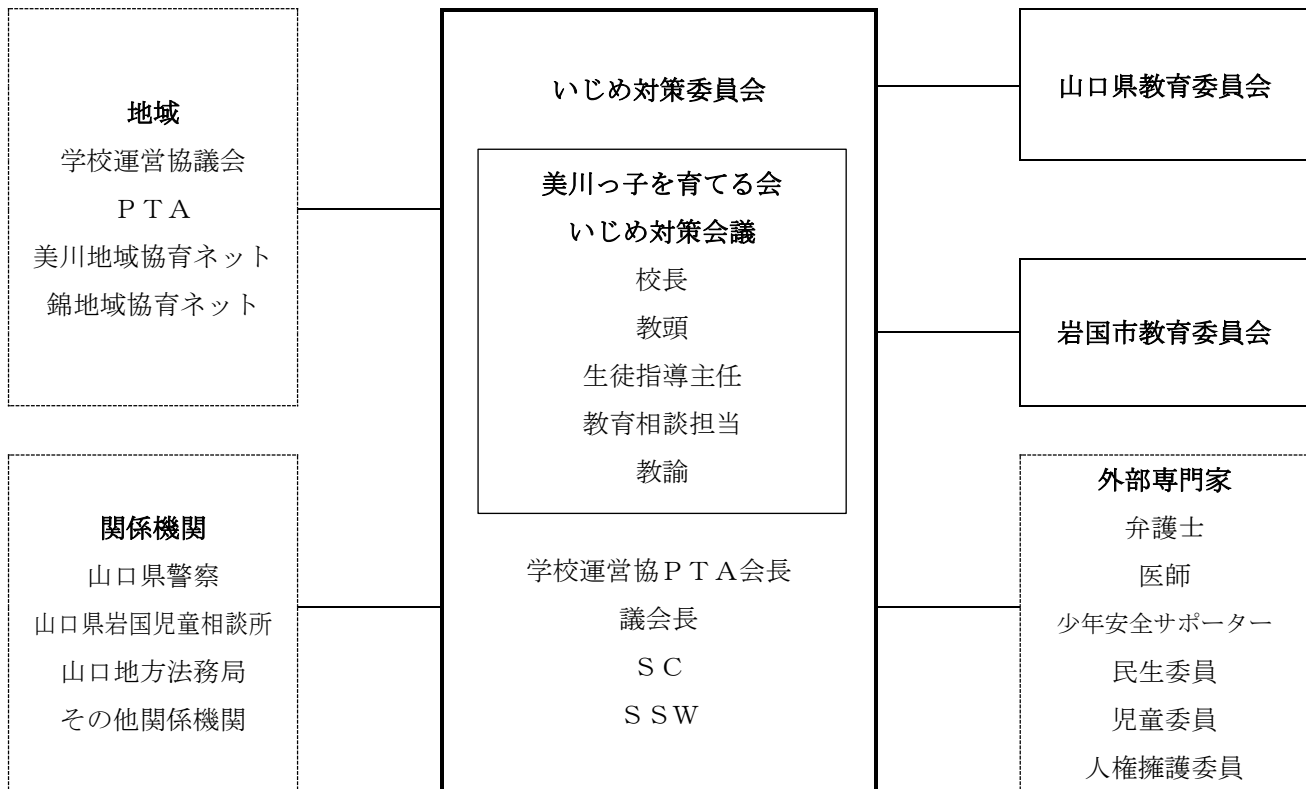 地域
学校運営協議会
ＰＴＡ
美川地域協育ネット
錦地域協育ネット
関係機関
山口県警察
山口県岩国児童相談所
山口地方法務局
その他関係機関
いじめ対策委員会
美川っ子を育てる会
いじめ対策会議
校長
教頭
生徒指導主任
教育相談担当
教諭
学校運営協ＰＴＡ会長
議会長
ＳＣ
ＳＳＷ
山口県教育委員会
岩国市教育委員会
外部専門家
弁護士
医師
少年安全サポーター
民生委員
児童委員
人権擁護委員